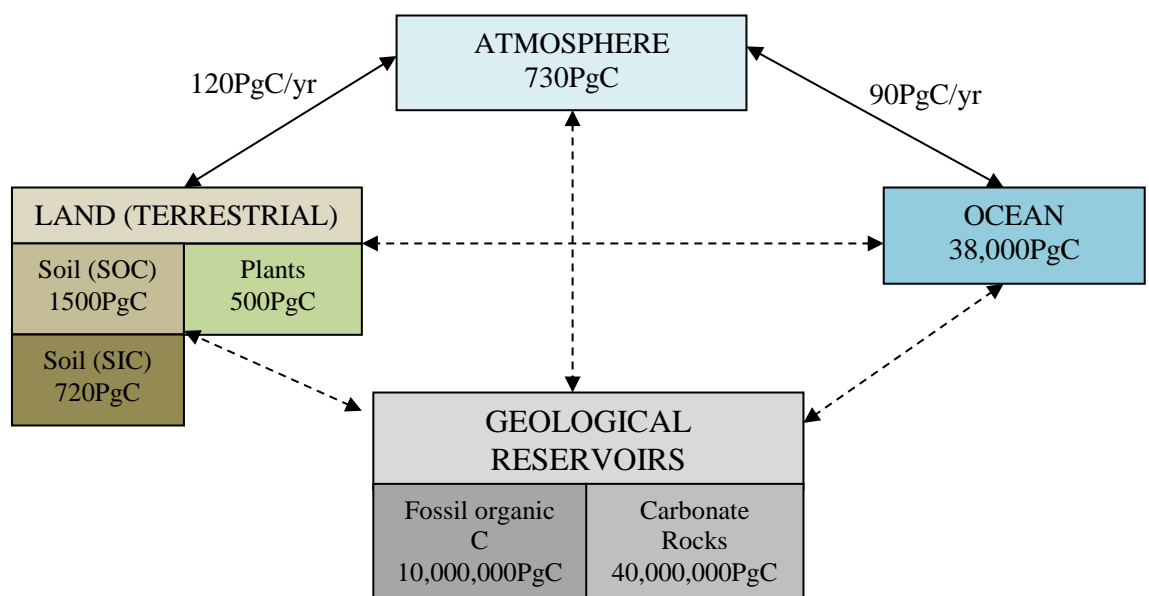 ATMOSPHERE
730PgC
120PgC/yr
90PgC/yr
LAND (TERRESTRIAL)
Soil (SOC)
1500PgC
Plants
500PgC
Soil (SIC)
720PgC
OCEAN
38,000PgC
GEOLOGICAL
RESERVOIRS
Fossil organic
C
10,000,000PgC
Carbonate
Rocks
40,000,000PgC